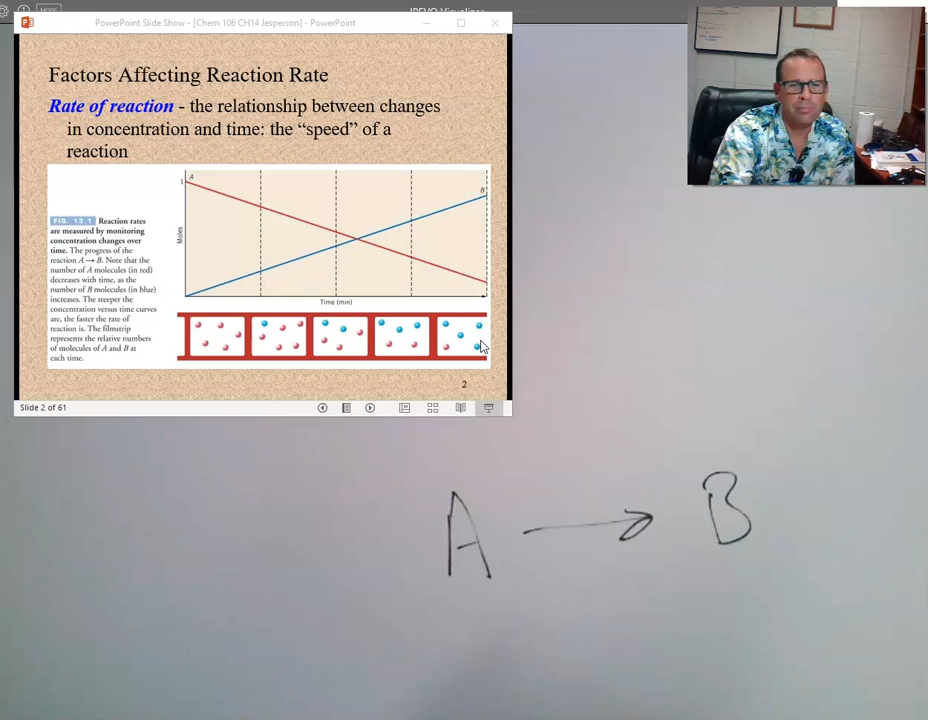 MODE
IPEVO Visualizer
PowerPoint Slide Show - [Chem 106 CH14 Jesperson] - PowerPoint
Factors Affecting Reaction Rate
Rate of reaction - the relationship between changes
in concentration and time: the “speed” of a
reaction
FIG. 13.1 Reaction rates
are measured by monitoring
concentration changes over
time. The progress of the
reaction A → B. Note that the
number of A molecules (in red)
decreases with time, as the
number of B molecules (in blue)
increases. The steeper the
concentration versus time curves
are, the faster the rate of
reaction is. The filmstrip
represents the relative numbers
of molecules of A and B at
each time.
1
A
B
Moles
Time (min)
2
Slide 2 of 61
A → B